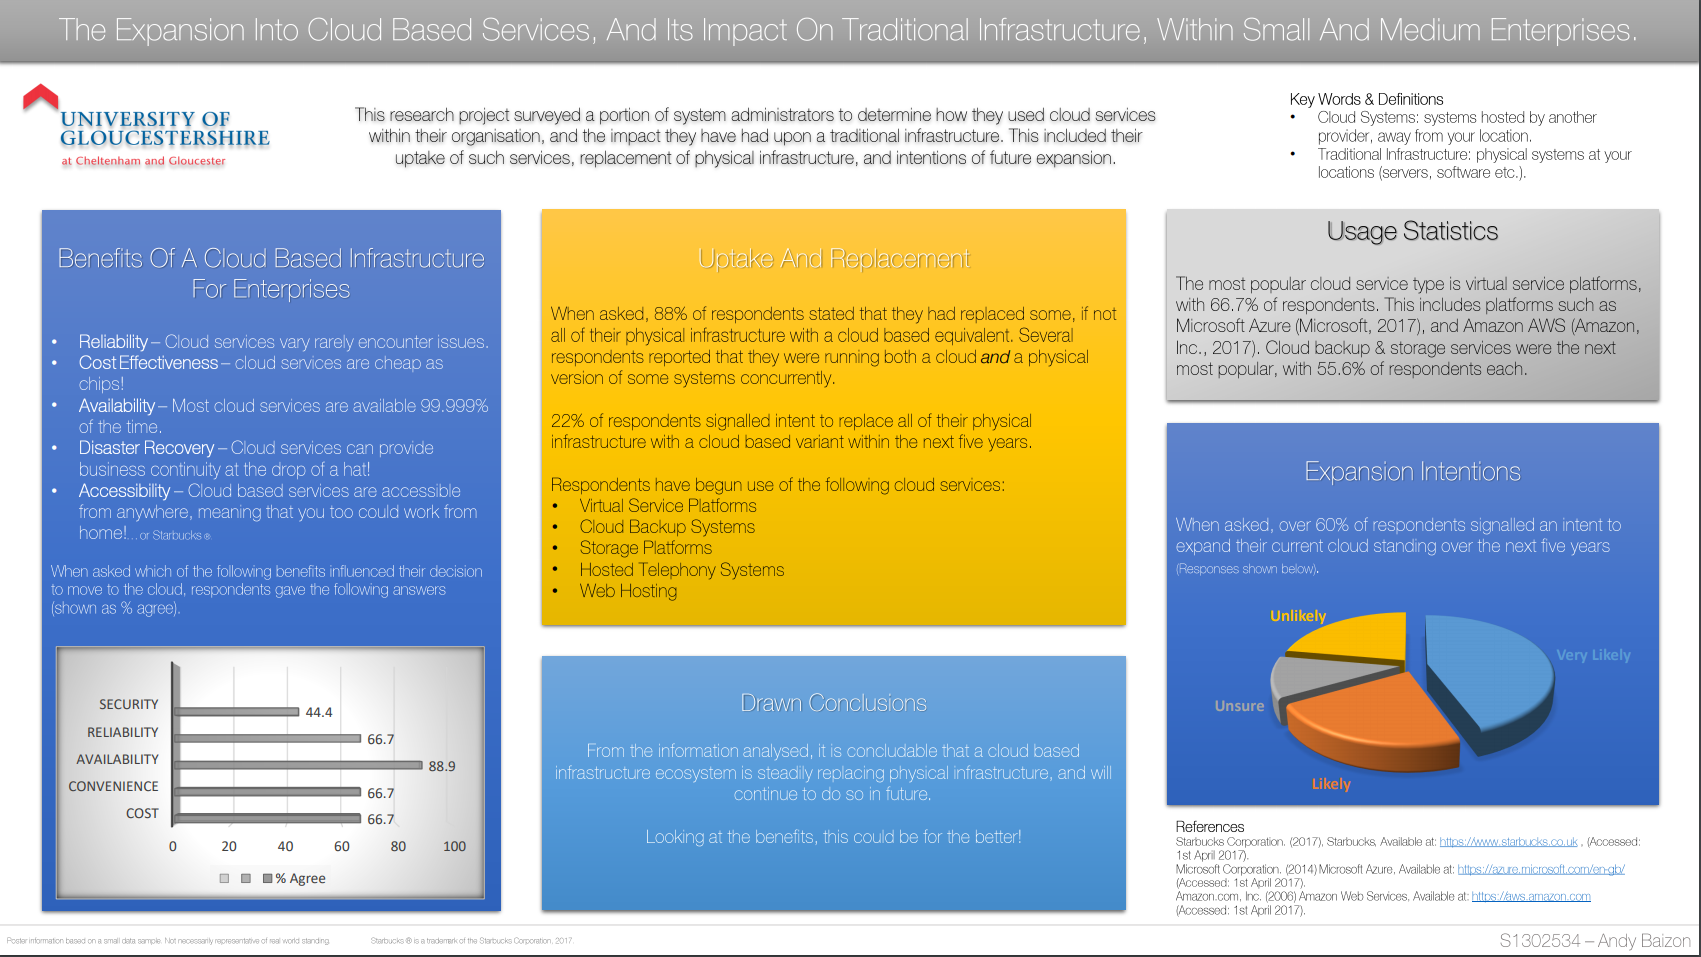 The Expansion Into Cloud Based Services, And Its Impact On Traditional Infrastructure, Within Small And Medium Enterprises.
UNIVERSITY OF
GLOUCESTERSHIRE
at Cheltenham and Gloucester
This research project surveyed a portion of system administrators to determine how they used cloud services
within their organisation, and the impact they have had upon a traditional infrastructure. This included their
uptake of such services, replacement of physical infrastructure, and intentions of future expansion.
Key Words & Definitions
• Cloud Systems: systems hosted by another
provider, away from your location.
• Traditional Infrastructure: physical systems at your
locations (servers, software etc.).
Benefits Of A Cloud Based Infrastructure
For Enterprises
• Reliability – Cloud services vary rarely encounter issues.
• Cost Effectiveness – cloud services are cheap as
chips!
• Availability – Most cloud services are available 99.999%
of the time.
• Disaster Recovery – Cloud services can provide
business continuity at the drop of a hat!
• Accessibility – Cloud based services are accessible
from anywhere, meaning that you too could work from
home!... or Starbucks ®.
When asked which of the following benefits influenced their decision
to move to the cloud, respondents gave the following answers
(shown as % agree).
SECURITY 44.4
RELIABILITY 66.7
AVAILABILITY 88.9
CONVENIENCE 66.7
COST 66.7
0 20 40 60 80 100
% Agree
Uptake And Replacement
When asked, 88% of respondents stated that they had replaced some, if not
all of their physical infrastructure with a cloud based equivalent. Several
respondents reported that they were running both a cloud and a physical
version of some systems concurrently.
22% of respondents signalled intent to replace all of their physical
infrastructure with a cloud based variant within the next five years.
Respondents have begun use of the following cloud services:
• Virtual Service Platforms
• Cloud Backup Systems
• Storage Platforms
• Hosted Telephony Systems
• Web Hosting
Drawn Conclusions
From the information analysed, it is concludable that a cloud based
infrastructure ecosystem is steadily replacing physical infrastructure, and will
continue to do so in future.
Looking at the benefits, this could be for the better!
Usage Statistics
The most popular cloud service type is virtual service platforms,
with 66.7% of respondents. This includes platforms such as
Microsoft Azure (Microsoft, 2017), and Amazon AWS (Amazon,
Inc., 2017). Cloud backup & storage services were the next
most popular, with 55.6% of respondents each.
Expansion Intentions
When asked, over 60% of respondents signalled an intent to
expand their current cloud standing over the next five years
(Responses shown below).
Unlikely
Very Likely
Unsure
Likely
References
Starbucks Corporation. (2017), Starbucks, Available at: https://www.starbucks.co.uk , (Accessed:
1st April 2017).
Microsoft Corporation. (2014) Microsoft Azure, Available at: https://azure.microsoft.com/en-gb/
(Accessed: 1st April 2017).
Amazon.com, Inc. (2006) Amazon Web Services, Available at: https://aws.amazon.com
(Accessed: 1st April 2017).
Poster information based on a small data sample. Not necessarily representative of real world standing.
Starbucks ® is a trademark of the Starbucks Corporation. 2017.
S1302534 – Andy Baizon